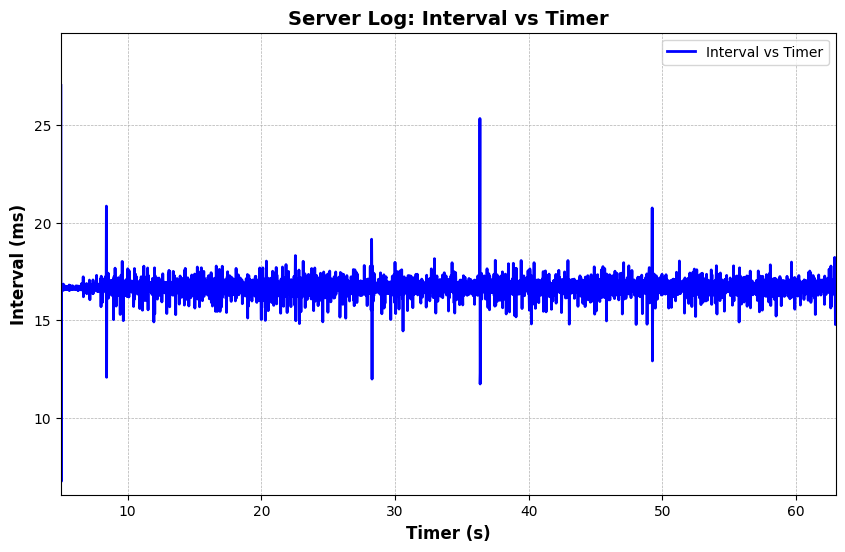 Server Log: Interval vs Timer
Interval vs Timer
25
20
15
10
Interval (ms)
10 20 30 40 50 60
Timer (s)